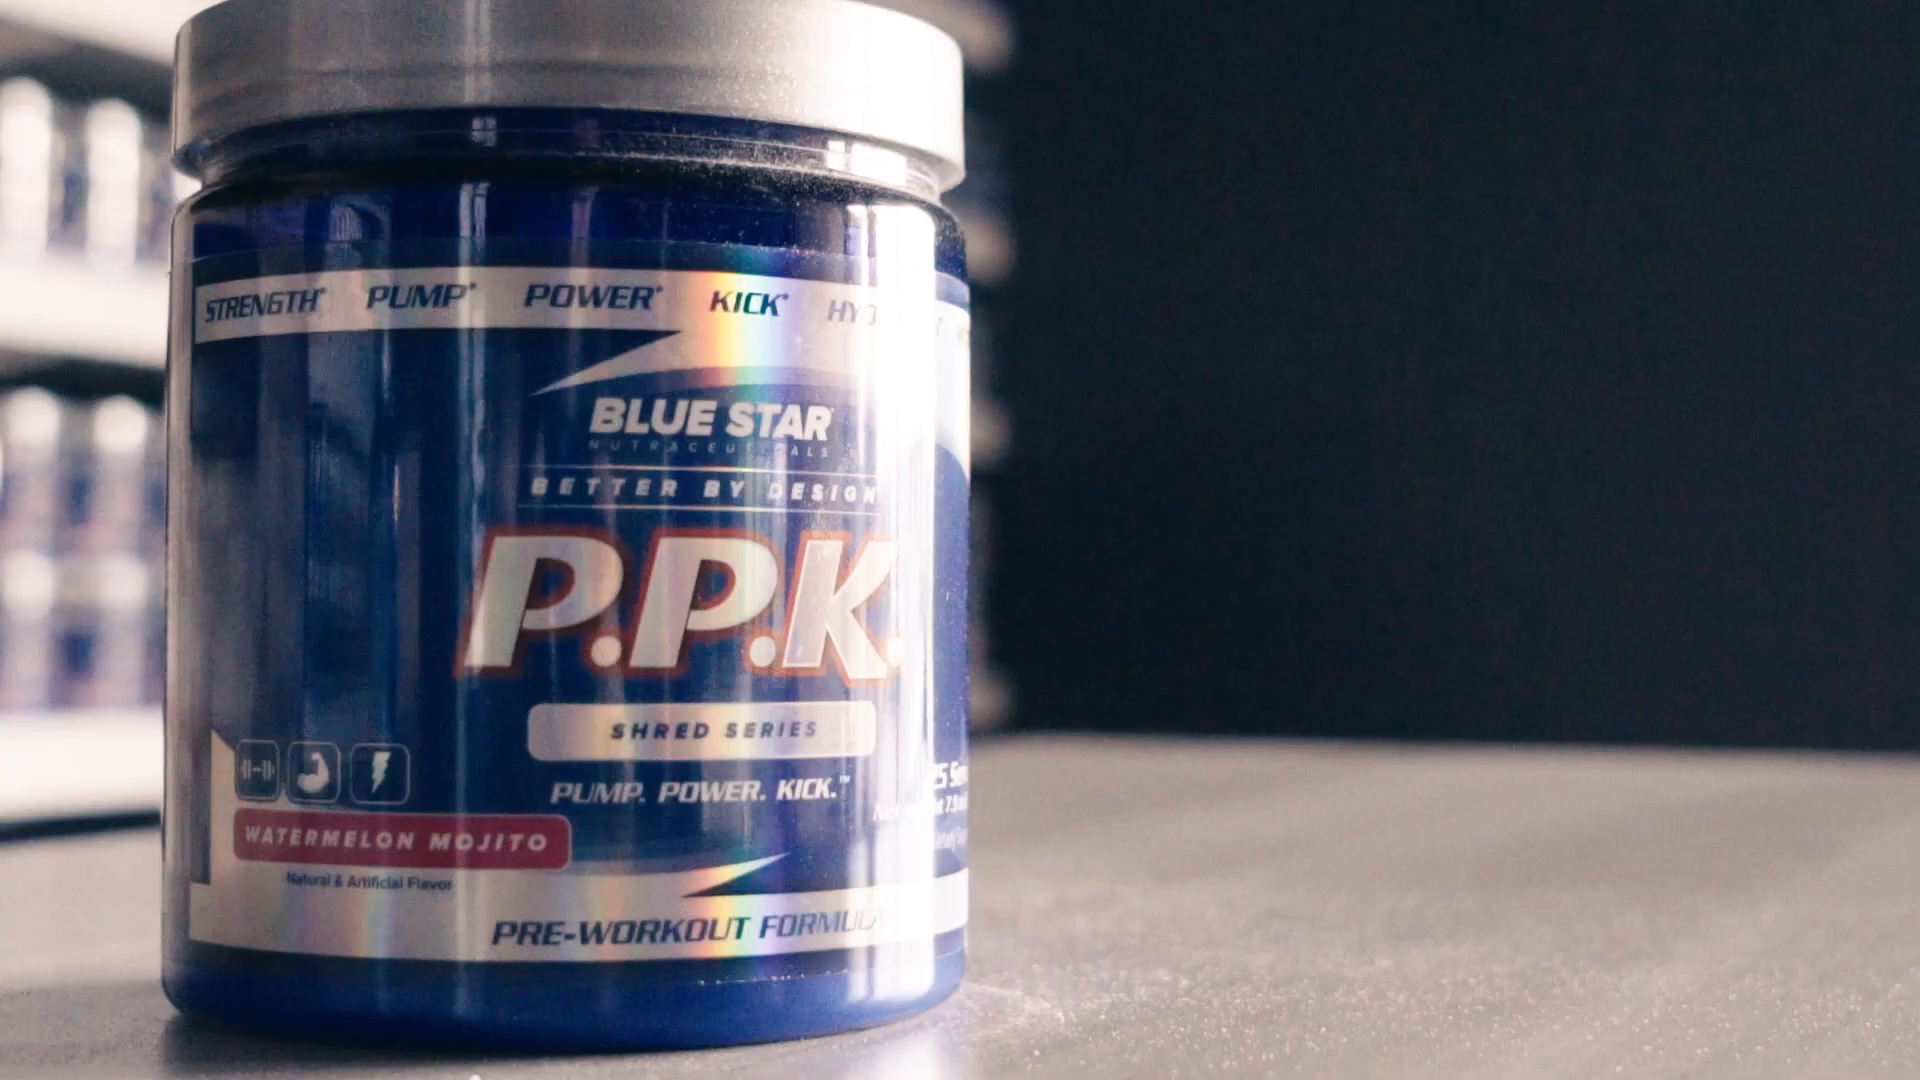 STRENGTH* PUMP* POWER* KICK*
BLUE STAR
NUTRACEUTICALS
BETTER BY DESIGN
P.P.K.
SHRED SERIES
PUMP. POWER. KICK.™
WATERMELON MOJITO
Natural & Artificial Flavor
PRE-WORKOUT FORMULA